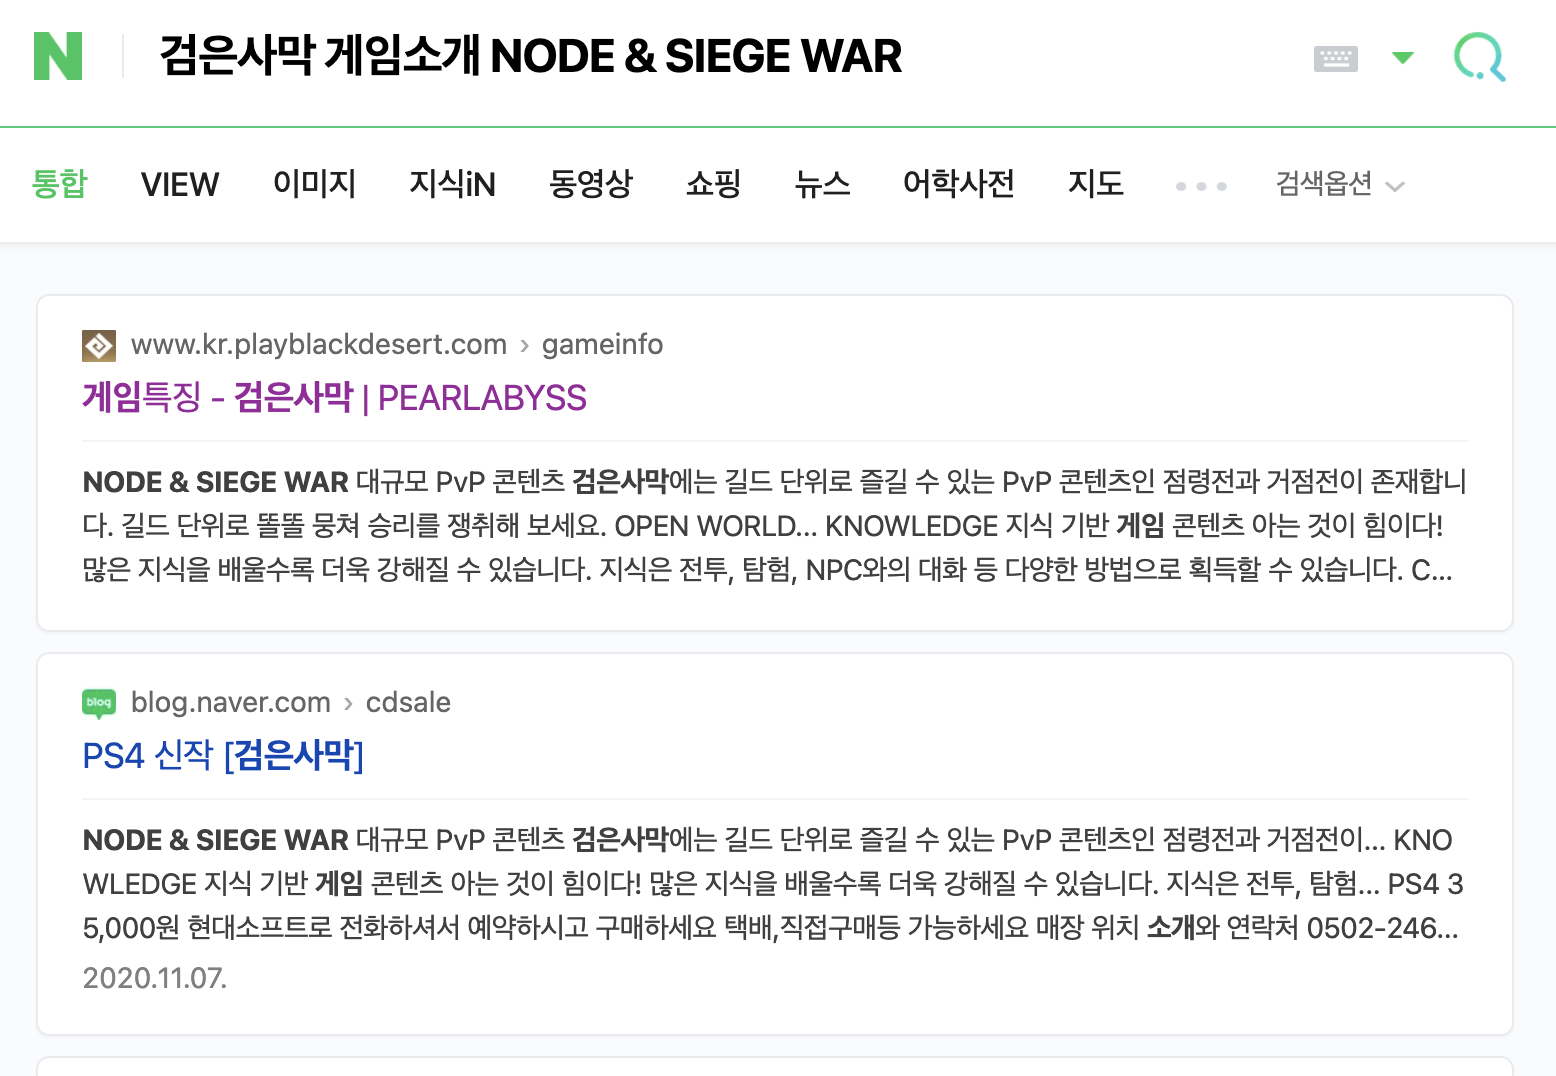 N
검은사막 게임소개 NODE & SIEGE WAR
통합 VIEW 이미지 지식iN 동영상 쇼핑 뉴스 어학사전 지도 검색옵션
www.kr.playblackdesert.com › gameinfo
게임특징 - 검은사막 | PEARLABYSS
NODE & SIEGE WAR 대규모 PvP 콘텐츠 검은사막에는 길드 단위로 즐길 수 있는 PvP 콘텐츠인 점령전과 거점전이 존재합니
다. 길드 단위로 똘똘 뭉쳐 승리를 쟁취해 보세요. OPEN WORLD... KNOWLEDGE 지식 기반 게임 콘텐츠 아는 것이 힘이다!
많은 지식을 배울수록 더욱 강해질 수 있습니다. 지식은 전투, 탐험, NPC와의 대화 등 다양한 방법으로 획득할 수 있습니다. C...
blog
blog.naver.com › cdsale
PS4 신작 [검은사막]
NODE & SIEGE WAR 대규모 PvP 콘텐츠 검은사막에는 길드 단위로 즐길 수 있는 PvP 콘텐츠인 점령전과 거점전이... KNO
WLEDGE 지식 기반 게임 콘텐츠 아는 것이 힘이다! 많은 지식을 배울수록 더욱 강해질 수 있습니다. 지식은 전투, 탐험... PS4 3
5,000원 현대소프트로 전화하셔서 예약하시고 구매하세요 택배,직접구매등 가능하세요 매장 위치 소개와 연락처 0502-246...
2020.11.07.